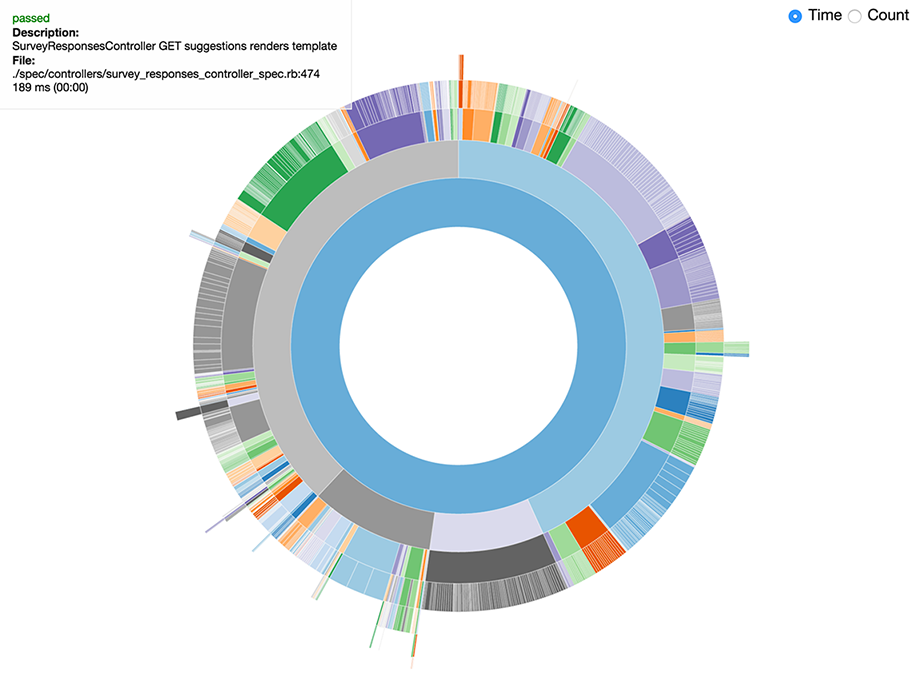 passed
Description:
SurveyResponsesController GET suggestions renders template
File:
./spec/controllers/survey_responses_controller_spec.rb:474
189 ms (00:00)
Time Count